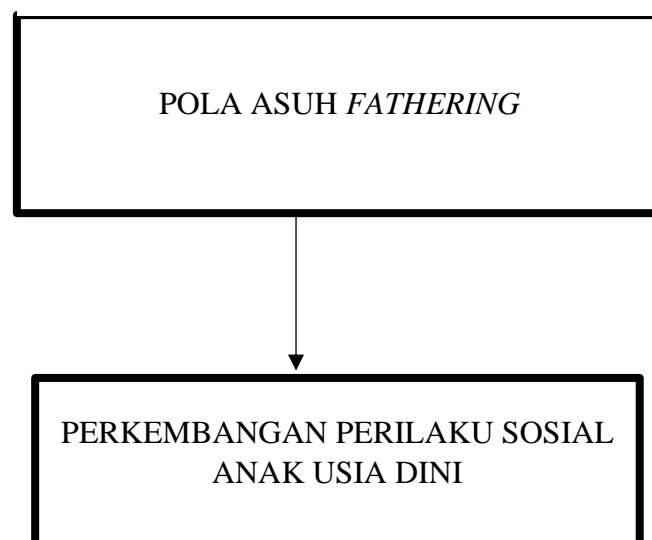 POLA ASUH FATHERING
PERKEMBANGAN PERILAKU SOSIAL
ANAK USIA DINI